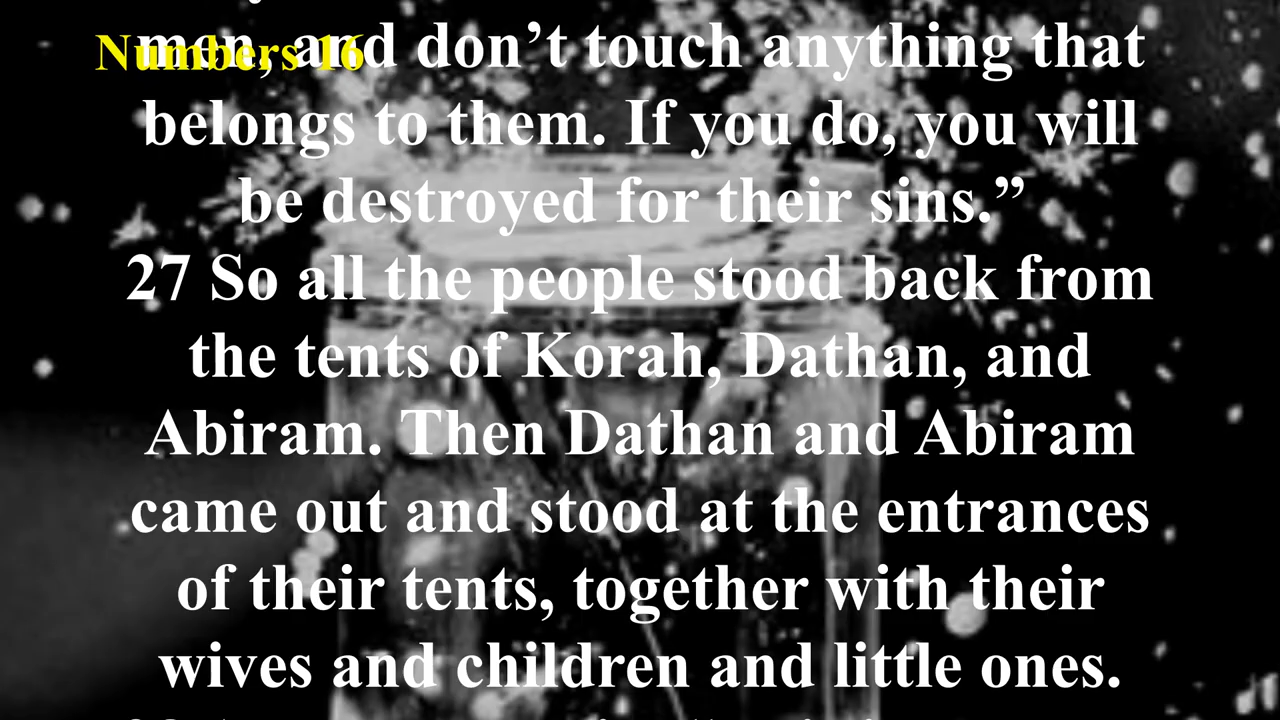 Numbers 16
men, and don’t touch anything that
belongs to them. If you do, you will
be destroyed for their sins.”
27 So all the people stood back from
the tents of Korah, Dathan, and
Abiram. Then Dathan and Abiram
came out and stood at the entrances
of their tents, together with their
wives and children and little ones.